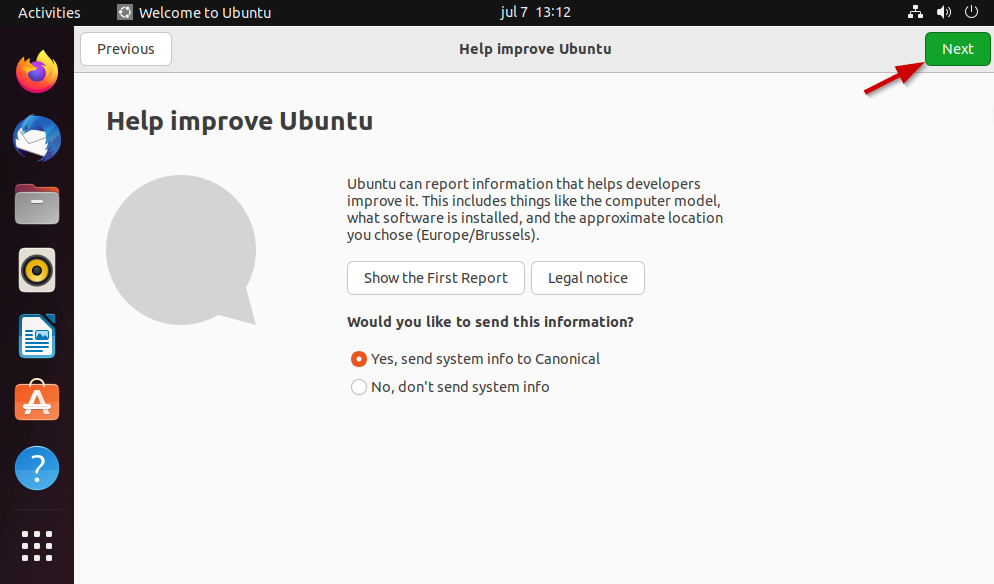 Activities Welcome to Ubuntu jul 7 13:12
Previous Help improve Ubuntu Next
Help improve Ubuntu
Ubuntu can report information that helps developers
improve it. This includes things like the computer model,
what software is installed, and the approximate location
you chose (Europe/Brussels).
Show the First Report Legal notice
Would you like to send this information?
Yes, send system info to Canonical
No, don't send system info